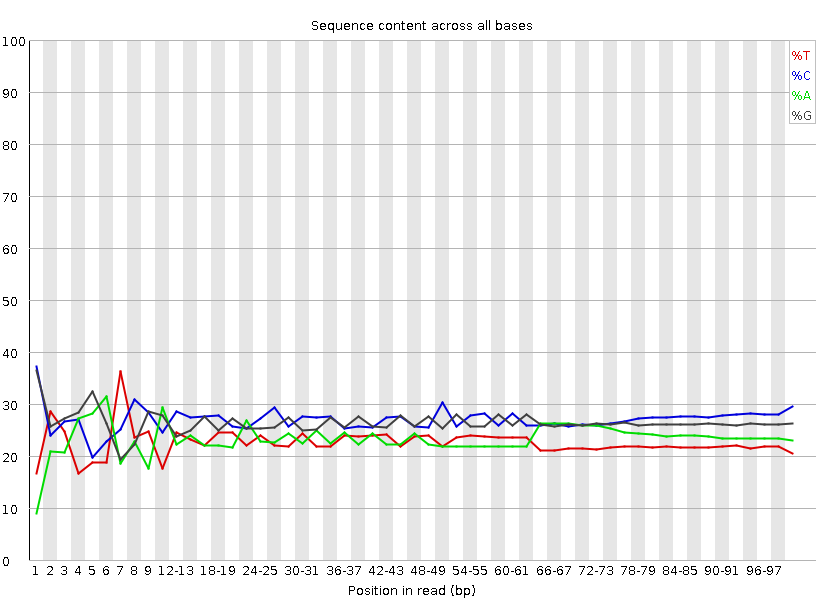 Sequence content across all bases
100
90
80
70
60
50
40
30
20
10
0
%T
%C
%A
%G
1 2 3 4 5 6 7 8 9 12-13 18-19 24-25 30-31 36-37 42-43 48-49 54-55 60-61 66-67 72-73 78-79 84-85 90-91 96-97
Position in read (bp)